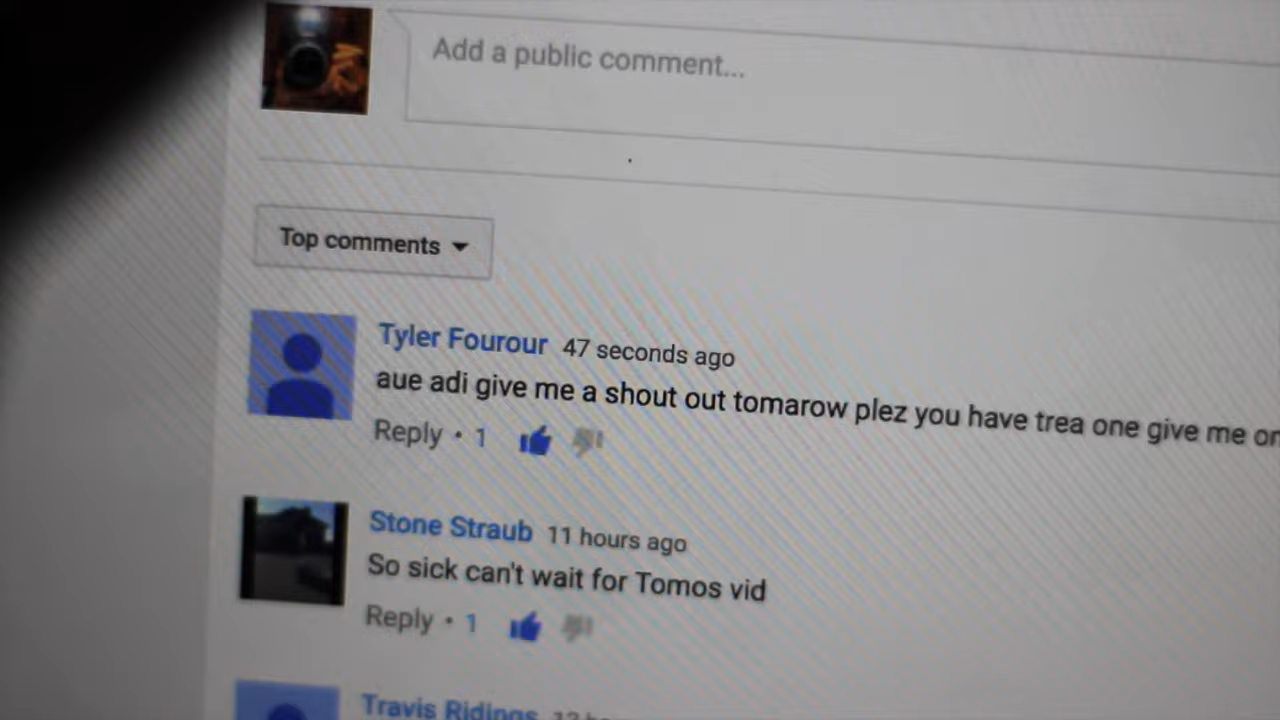 Add a public comment...
Top comments
Tyler Fourour 47 seconds ago
aue adi give me a shout out tomarow plez you have trea one give me
Reply • 1
Stone Straub 11 hours ago
So sick can't wait for Tomos vid
Reply • 1
Travis Ridings